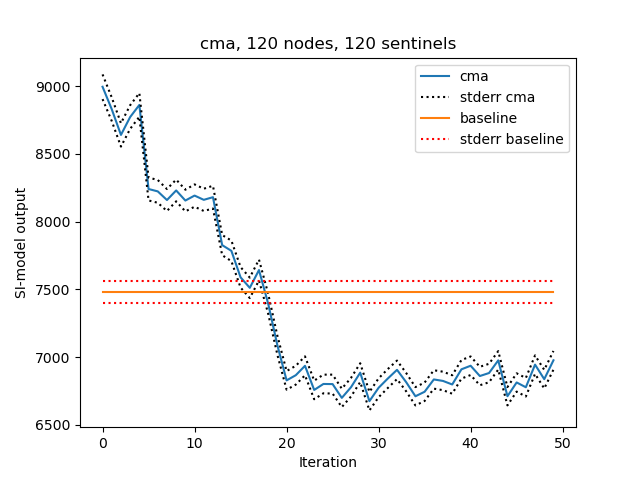 cma, 120 nodes, 120 sentinels
cma
stderr cma
baseline
stderr baseline
SI-model output
9000
8500
8000
7500
7000
6500
0 10 20 30 40 50
Iteration